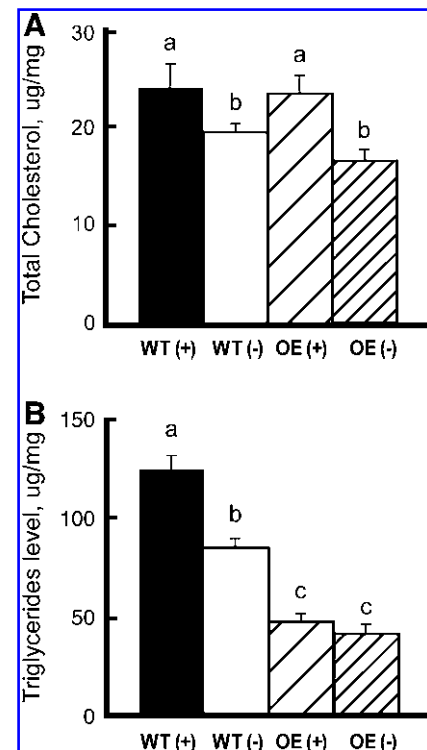 A
Total Cholesterol, ug/mg
30
20
10
0
a
b
a
b
WT (+) WT (-) OE (+) OE (-)
B
Triglycerides level, ug/mg
150
100
50
0
a
b
c
c
WT (+) WT (-) OE (+) OE (-)